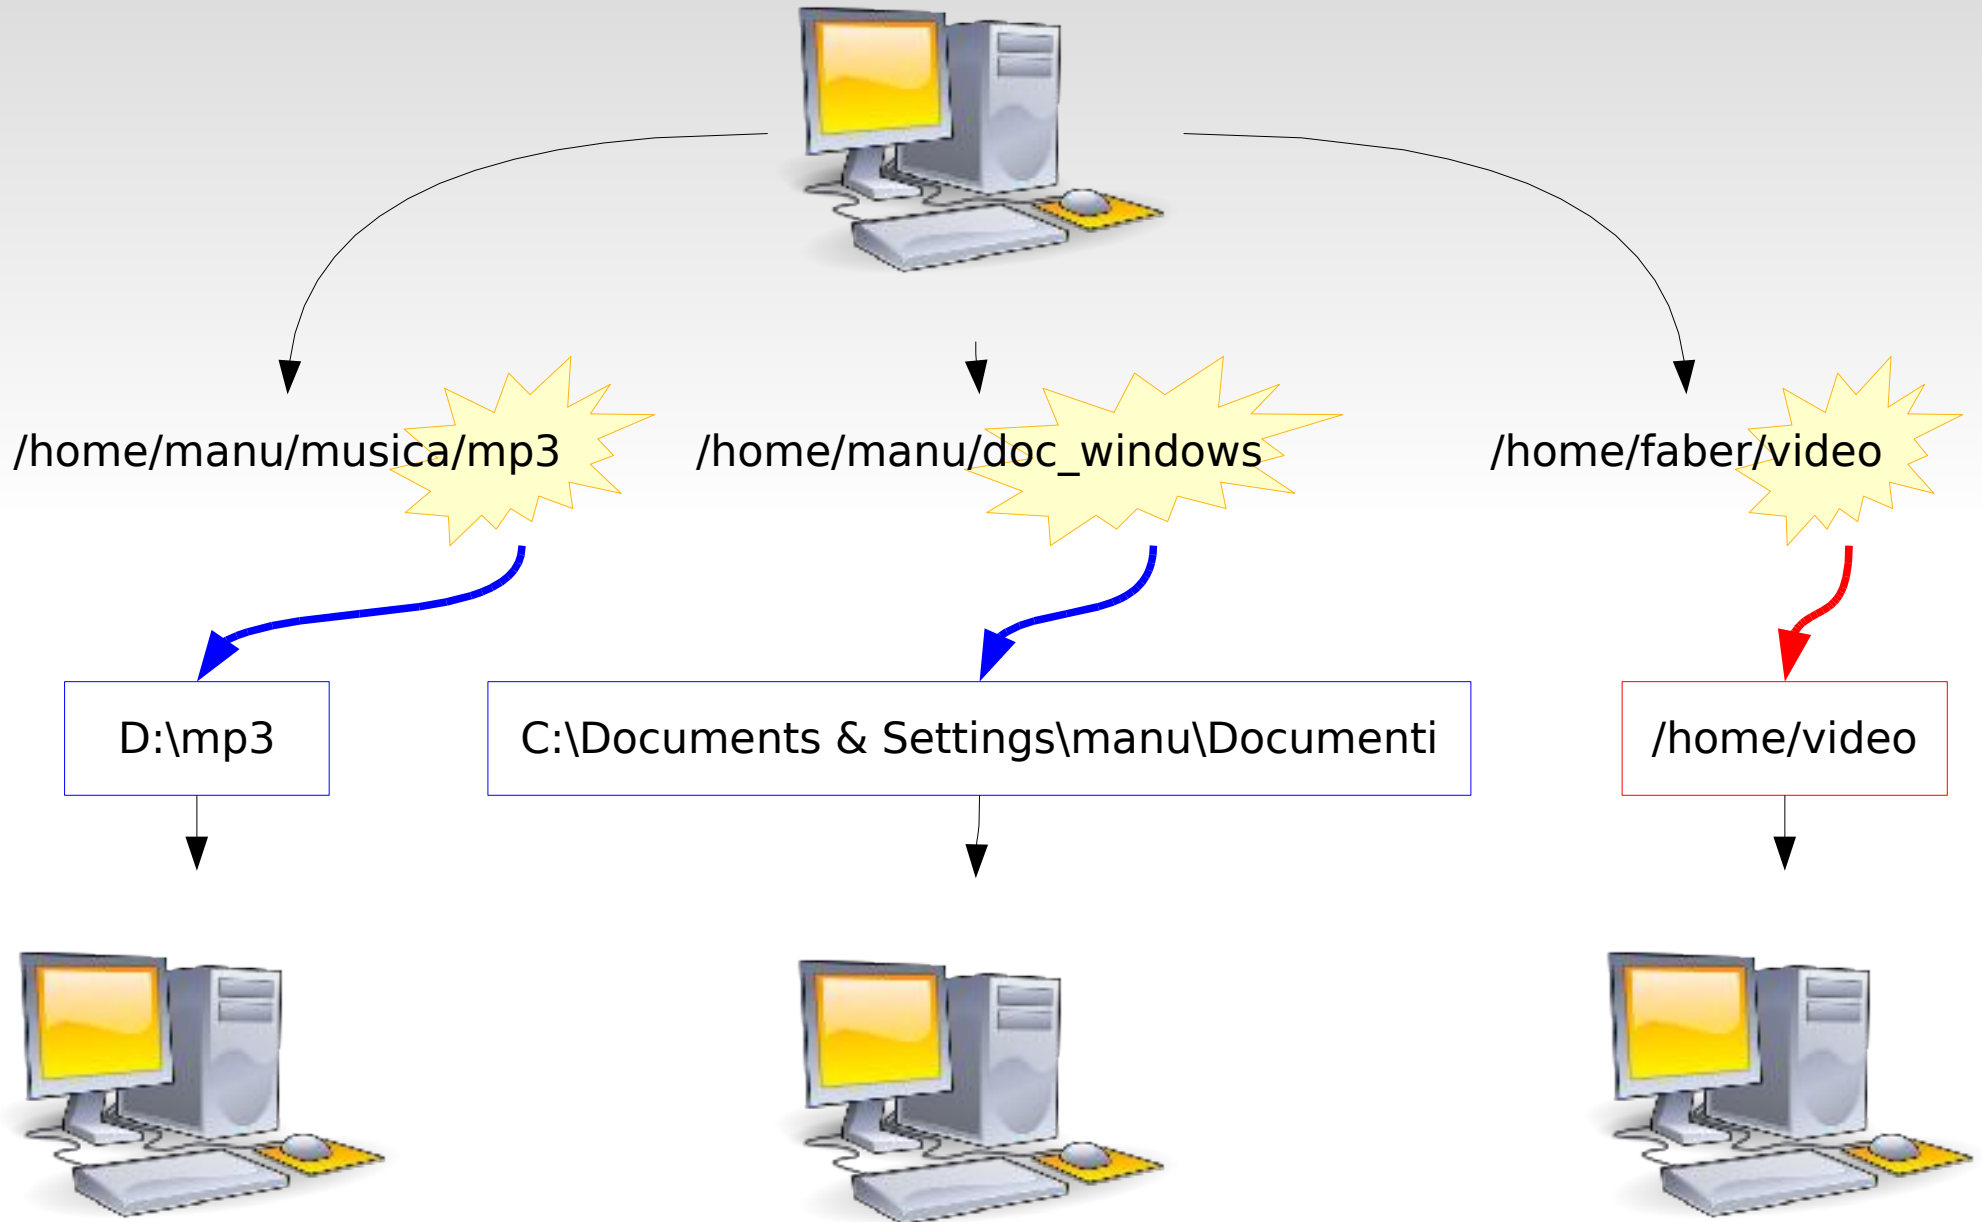 /home/manu/musica/mp3
/home/manu/doc_windows
/home/faber/video
D:\mp3
C:\Documents & Settings\manu\Documenti
/home/video